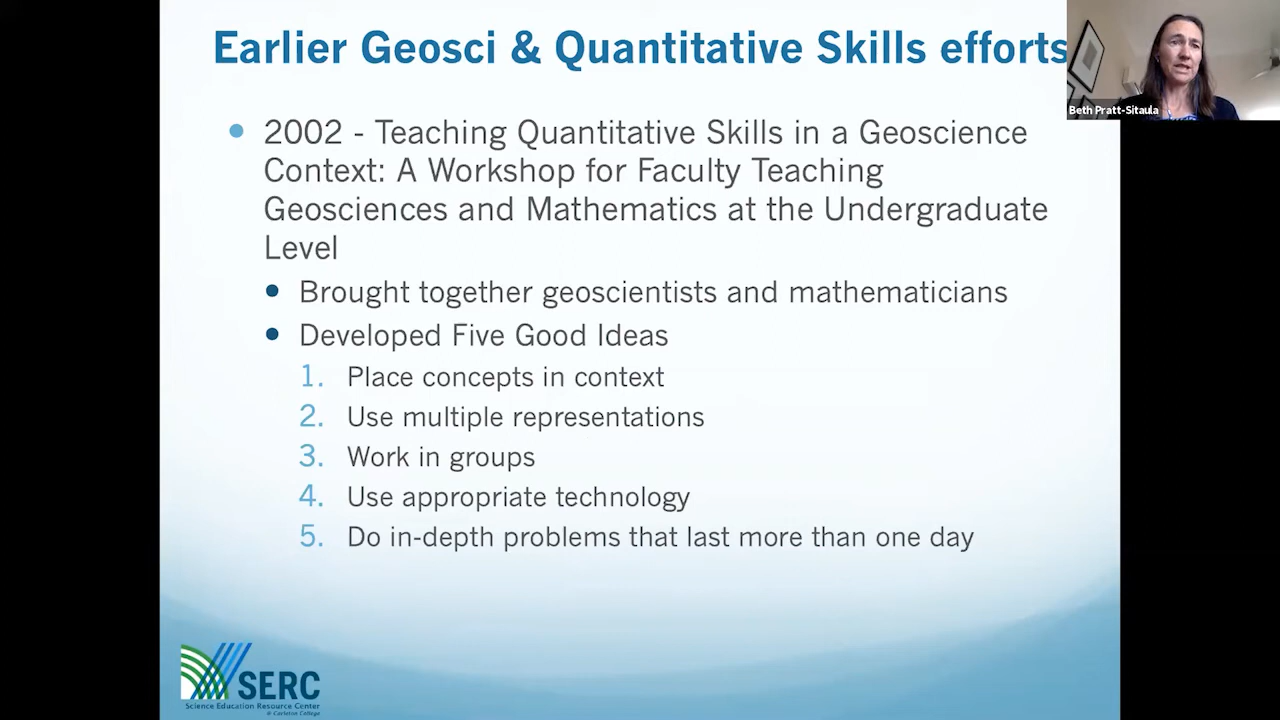 Earlier Geosci & Quantitative Skills efforts
Beth Pratt-Sitaula
• 2002 - Teaching Quantitative Skills in a Geoscience
Context: A Workshop for Faculty Teaching
Geosciences and Mathematics at the Undergraduate
Level
• Brought together geoscientists and mathematicians
• Developed Five Good Ideas
1. Place concepts in context
2. Use multiple representations
3. Work in groups
4. Use appropriate technology
5. Do in-depth problems that last more than one day
SERC
Science Education Resource Center
@ Carleton College